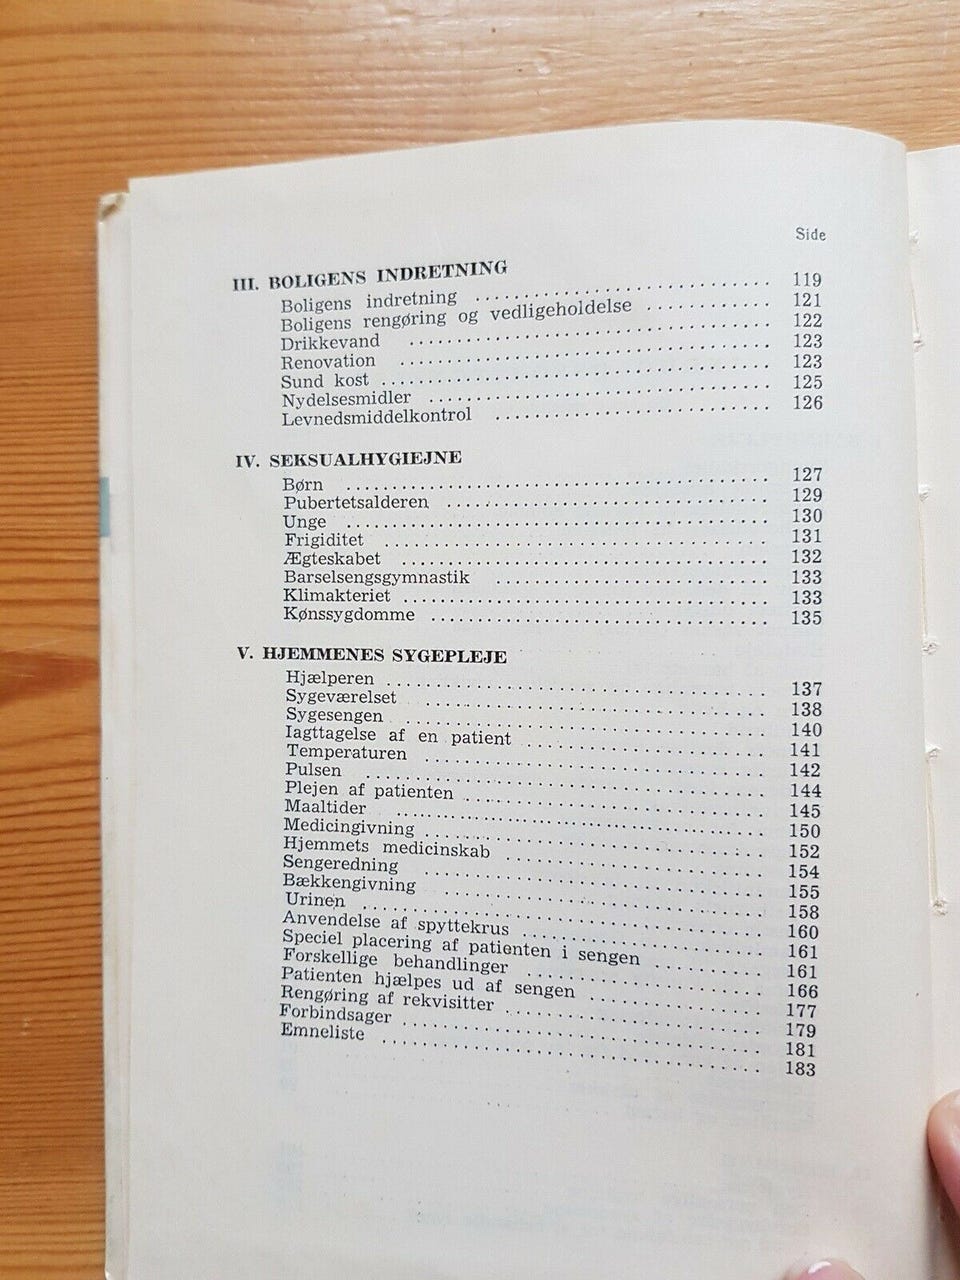 Side
III. BOLIGENS INDRETNING
Boligens indretning .......... 119
Boligens rengøring og vedligeholdelse .......... 121
Drikkevand .......... 122
Renovation .......... 123
Sund kost .......... 123
Nydelsesmidler .......... 125
Levnedsmiddelkontrol .......... 126
IV. SEKSUALHYGIEJNE
Børn .......... 127
Pubertetsalderen .......... 129
Unge .......... 130
Frigiditet .......... 131
Ægteskabet .......... 132
Barselsengsgymnastik .......... 133
Klimakteriet .......... 133
Kønssygdomme .......... 135
V. HJEMMENES SYGEPLEJE
Hjælperen .......... 137
Sygeværelset .......... 138
Sygesengen .......... 140
Iagttagelse af en patient .......... 141
Temperaturen .......... 142
Pulsen .......... 144
Plejen af patienten .......... 145
Maaltider .......... 150
Medicingivning .......... 152
Hjemmets medicinskab .......... 154
Sengeredning .......... 155
Bækkengivning .......... 158
Urinen .......... 160
Anvendelse af spyttekrus .......... 161
Speciel placering af patienten i sengen .......... 161
Forskellige behandlinger .......... 166
Patienten hjælpes ud af sengen .......... 177
Rengøring af rekvisitter .......... 179
Forbindsager .......... 181
Emneliste .......... 183